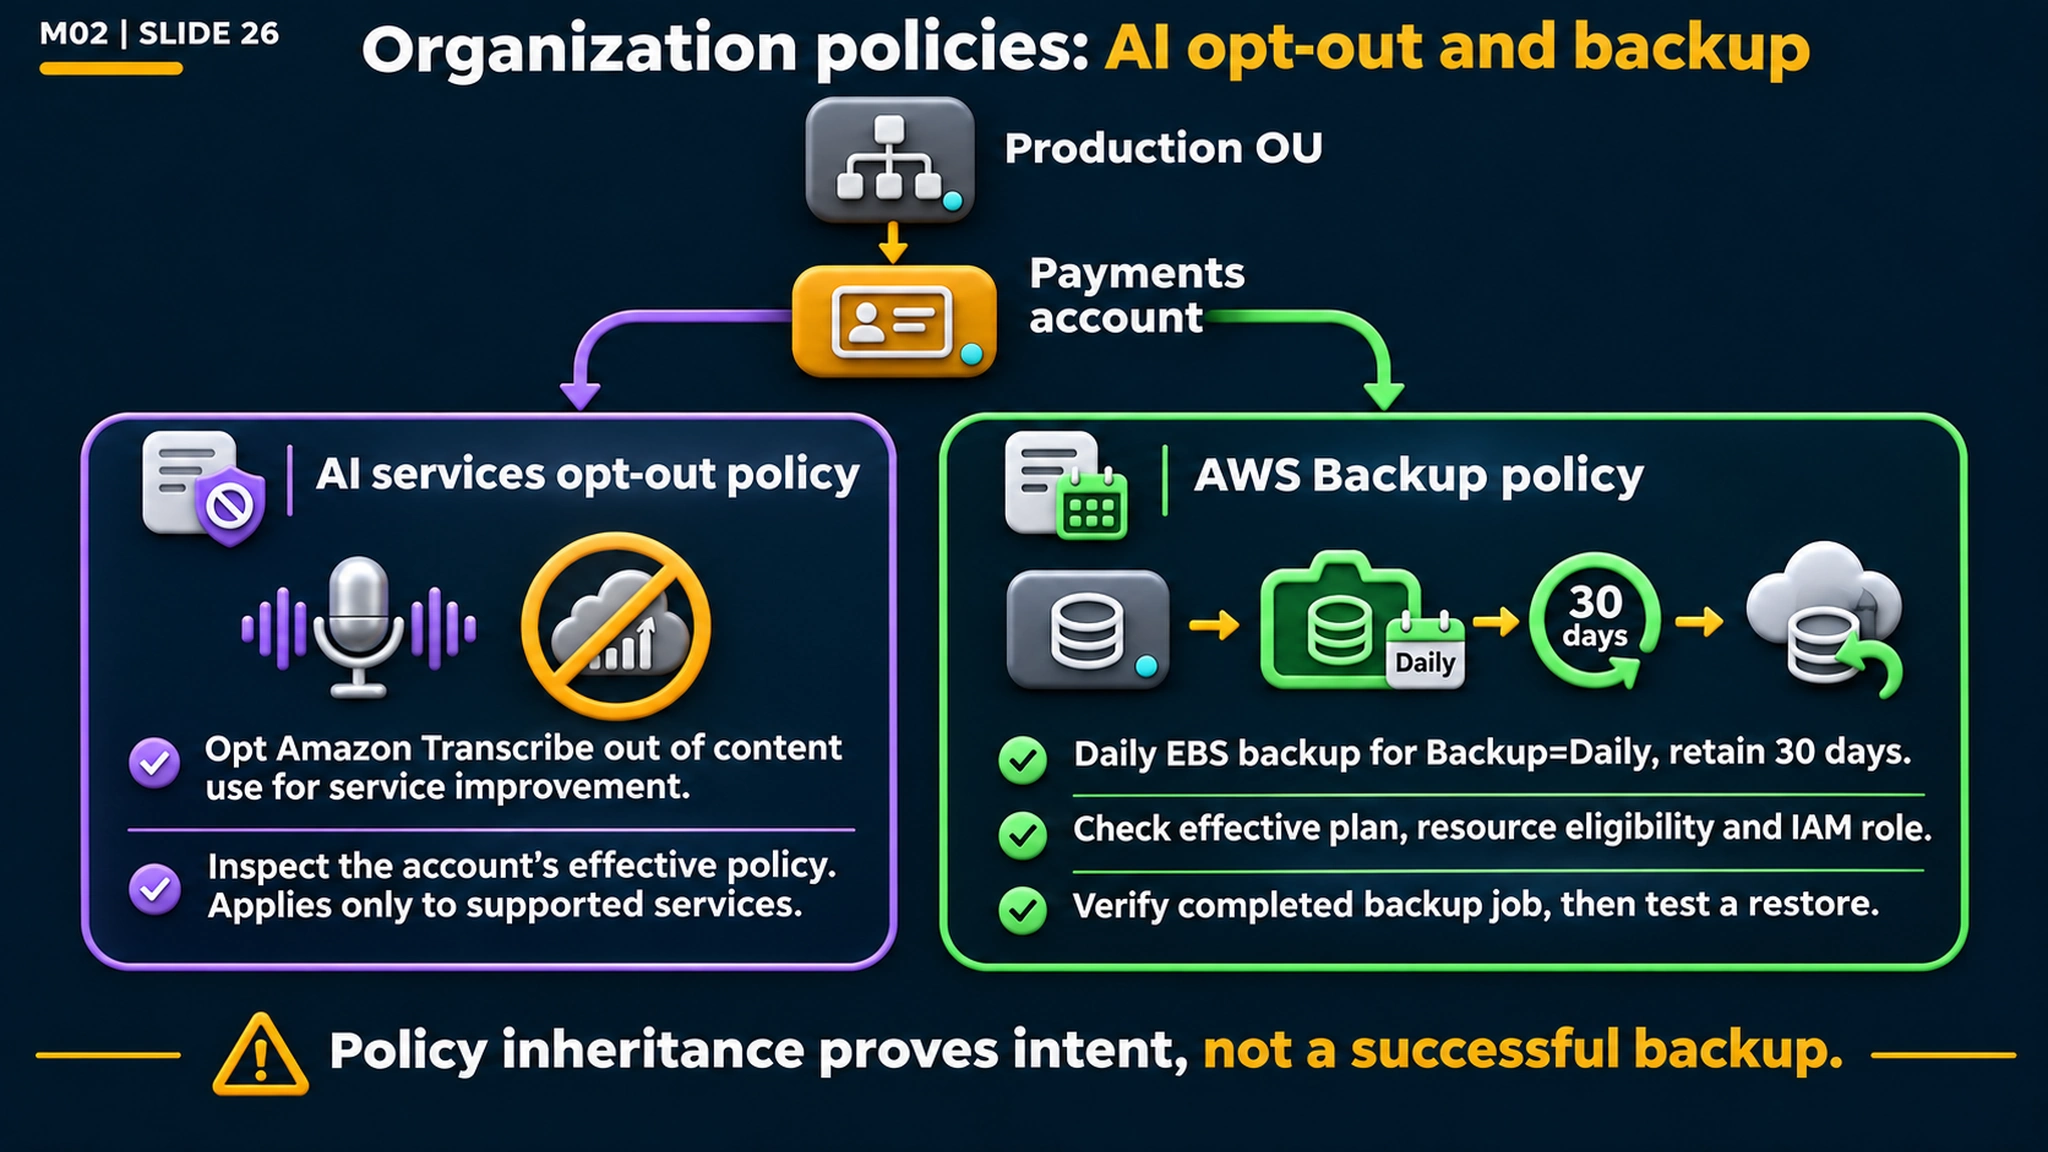 M02 | SLIDE 26
Organization policies: AI opt-out and backup
Production OU
Payments
account
AI services opt-out policy
Opt Amazon Transcribe out of content
use for service improvement.
Inspect the account’s effective policy.
Applies only to supported services.
AWS Backup policy
Daily
30
days
Daily EBS backup for Backup=Daily, retain 30 days.
Check effective plan, resource eligibility and IAM role.
Verify completed backup job, then test a restore.
Policy inheritance proves intent, not a successful backup.